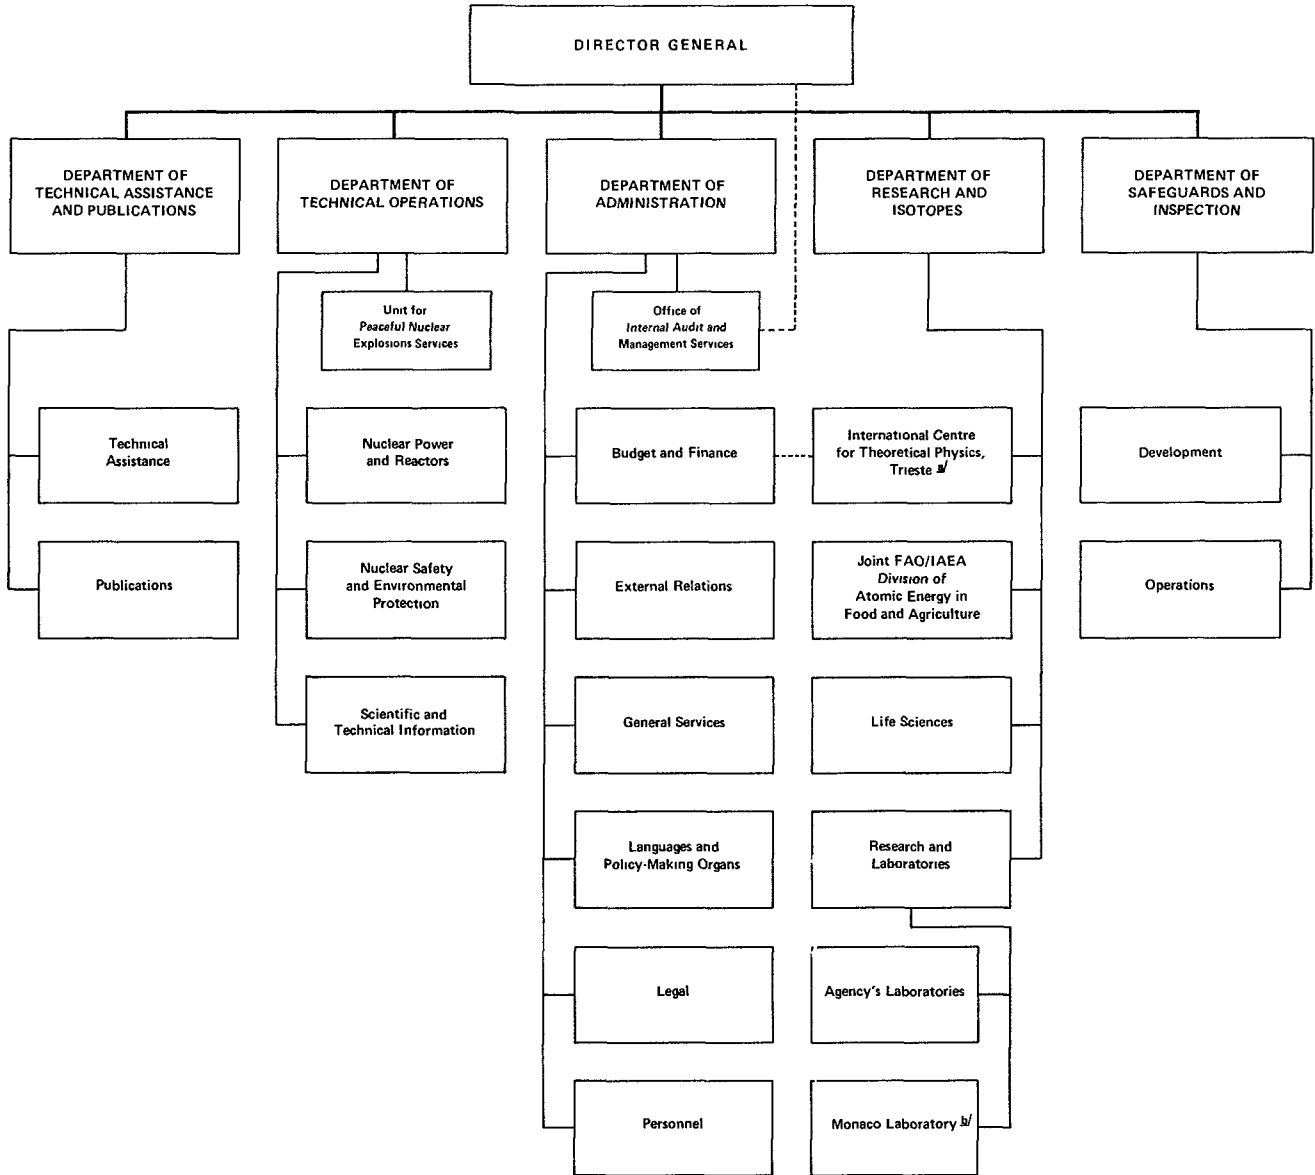 DIRECTOR GENERAL
DEPARTMENT OF
TECHNICAL ASSISTANCE
AND PUBLICATIONS
DEPARTMENT OF
TECHNICAL OPERATIONS
DEPARTMENT OF
ADMINISTRATION
DEPARTMENT OF
RESEARCH AND
ISOTOPES
DEPARTMENT OF
SAFEGUARDS AND
INSPECTION
Unit for
Peaceful Nuclear
Explosions Services
Office of
Internal Audit and
Management Services
Technical
Assistance
Nuclear Power
and Reactors
Budget and Finance
International Centre
for Theoretical Physics,
Trieste a/
Development
Publications
Nuclear Safety
and Environmental
Protection
External Relations
Joint FAO/IAEA
Division of
Atomic Energy in
Food and Agriculture
Operations
Scientific and
Technical Information
General Services
Life Sciences
Languages and
Policy-Making Organs
Research and
Laboratories
Legal
Agency's Laboratories
Personnel
Monaco Laboratory b/